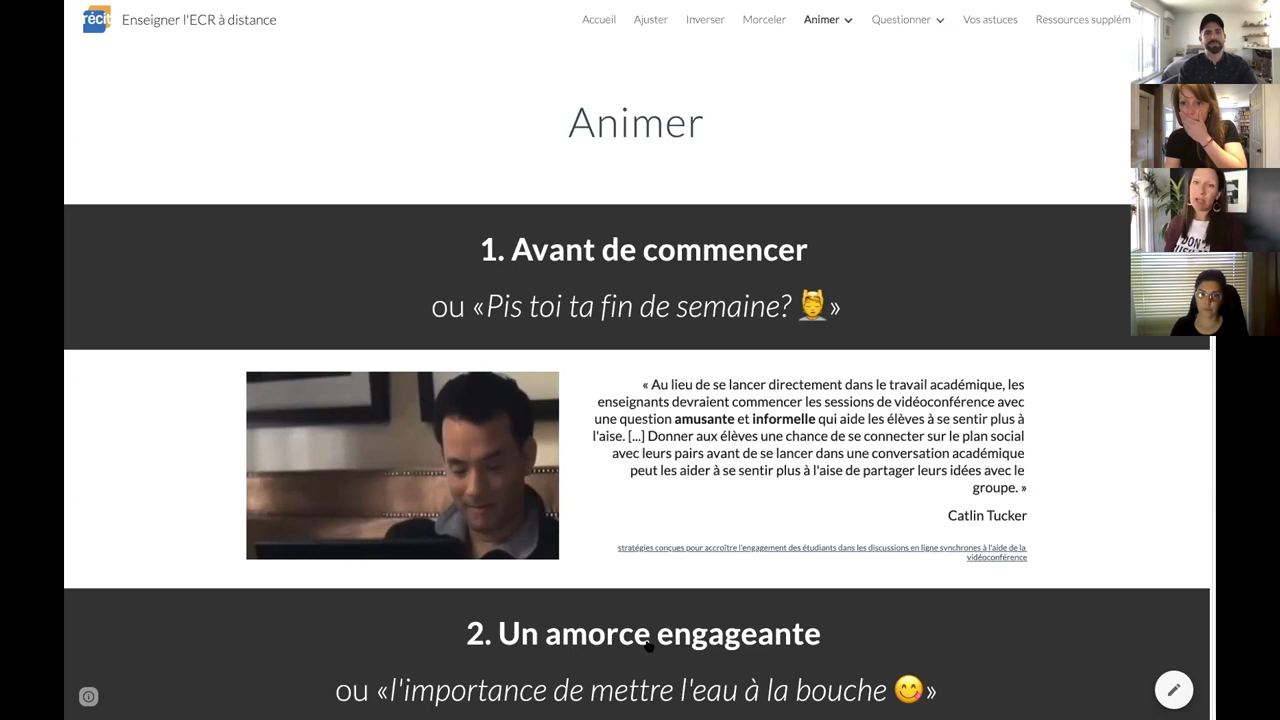 récit
Enseigner l'ECR à distance
Accueil Ajuster Inverser Morceler Animer Questionner Vos astuces Ressources supplém
Animer
1. Avant de commencer
ou «Pis toi ta fin de semaine? 💆»
« Au lieu de se lancer directement dans le travail académique, les
enseignants devraient commencer les sessions de vidéoconférence avec
une question amusante et informelle qui aide les élèves à se sentir plus à
l'aise. [...] Donner aux élèves une chance de se connecter sur le plan social
avec leurs pairs avant de se lancer dans une conversation académique
peut les aider à se sentir plus à l'aise de partager leurs idées avec le
groupe. »
Catlin Tucker
stratégies conçues pour accroître l'engagement des étudiants dans les discussions en ligne synchrones à l'aide de la
vidéoconférence
2. Un amorce engageante
ou «l'importance de mettre l'eau à la bouche 😋»
DON'T